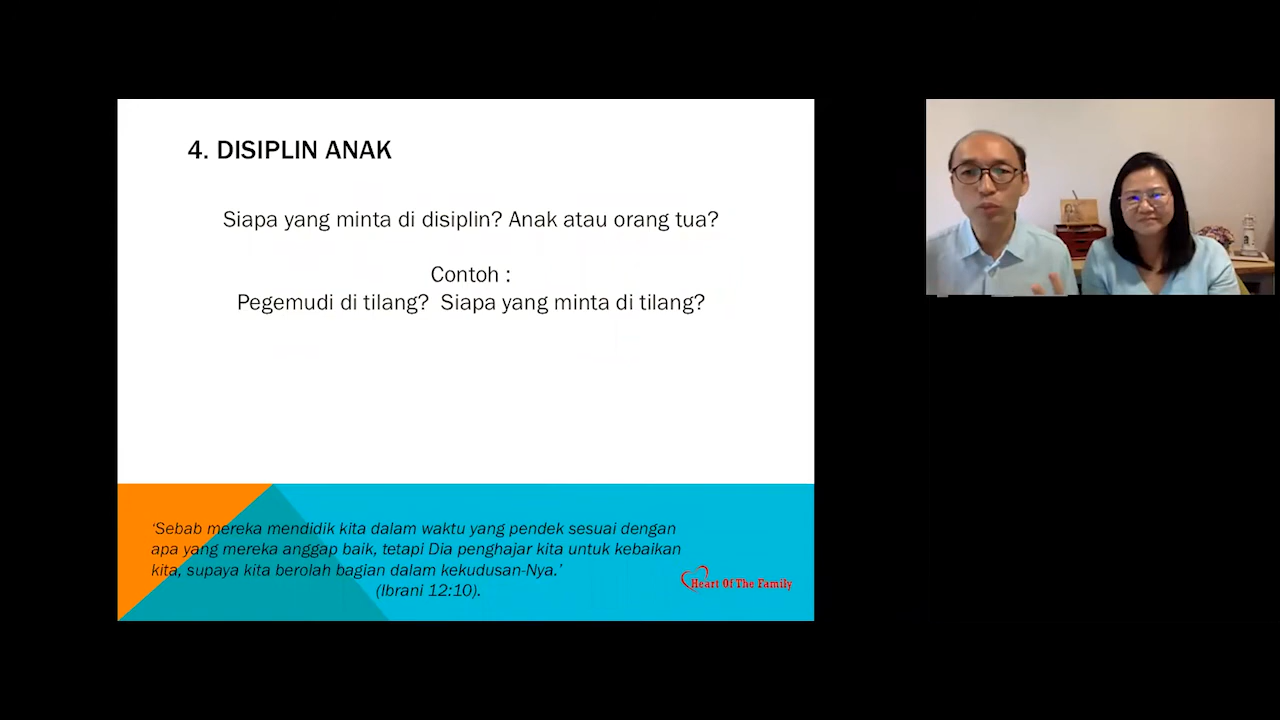 4. DISIPLIN ANAK
Siapa yang minta di disiplin? Anak atau orang tua?
Contoh :
Pegemudi di tilang? Siapa yang minta di tilang?
‘Sebab mereka mendidik kita dalam waktu yang pendek sesuai dengan
apa yang mereka anggap baik, tetapi Dia penghajar kita untuk kebaikan
kita, supaya kita beroleh bagian dalam kekudusan-Nya.’
(Ibrani 12:10).
Heart Of The Family